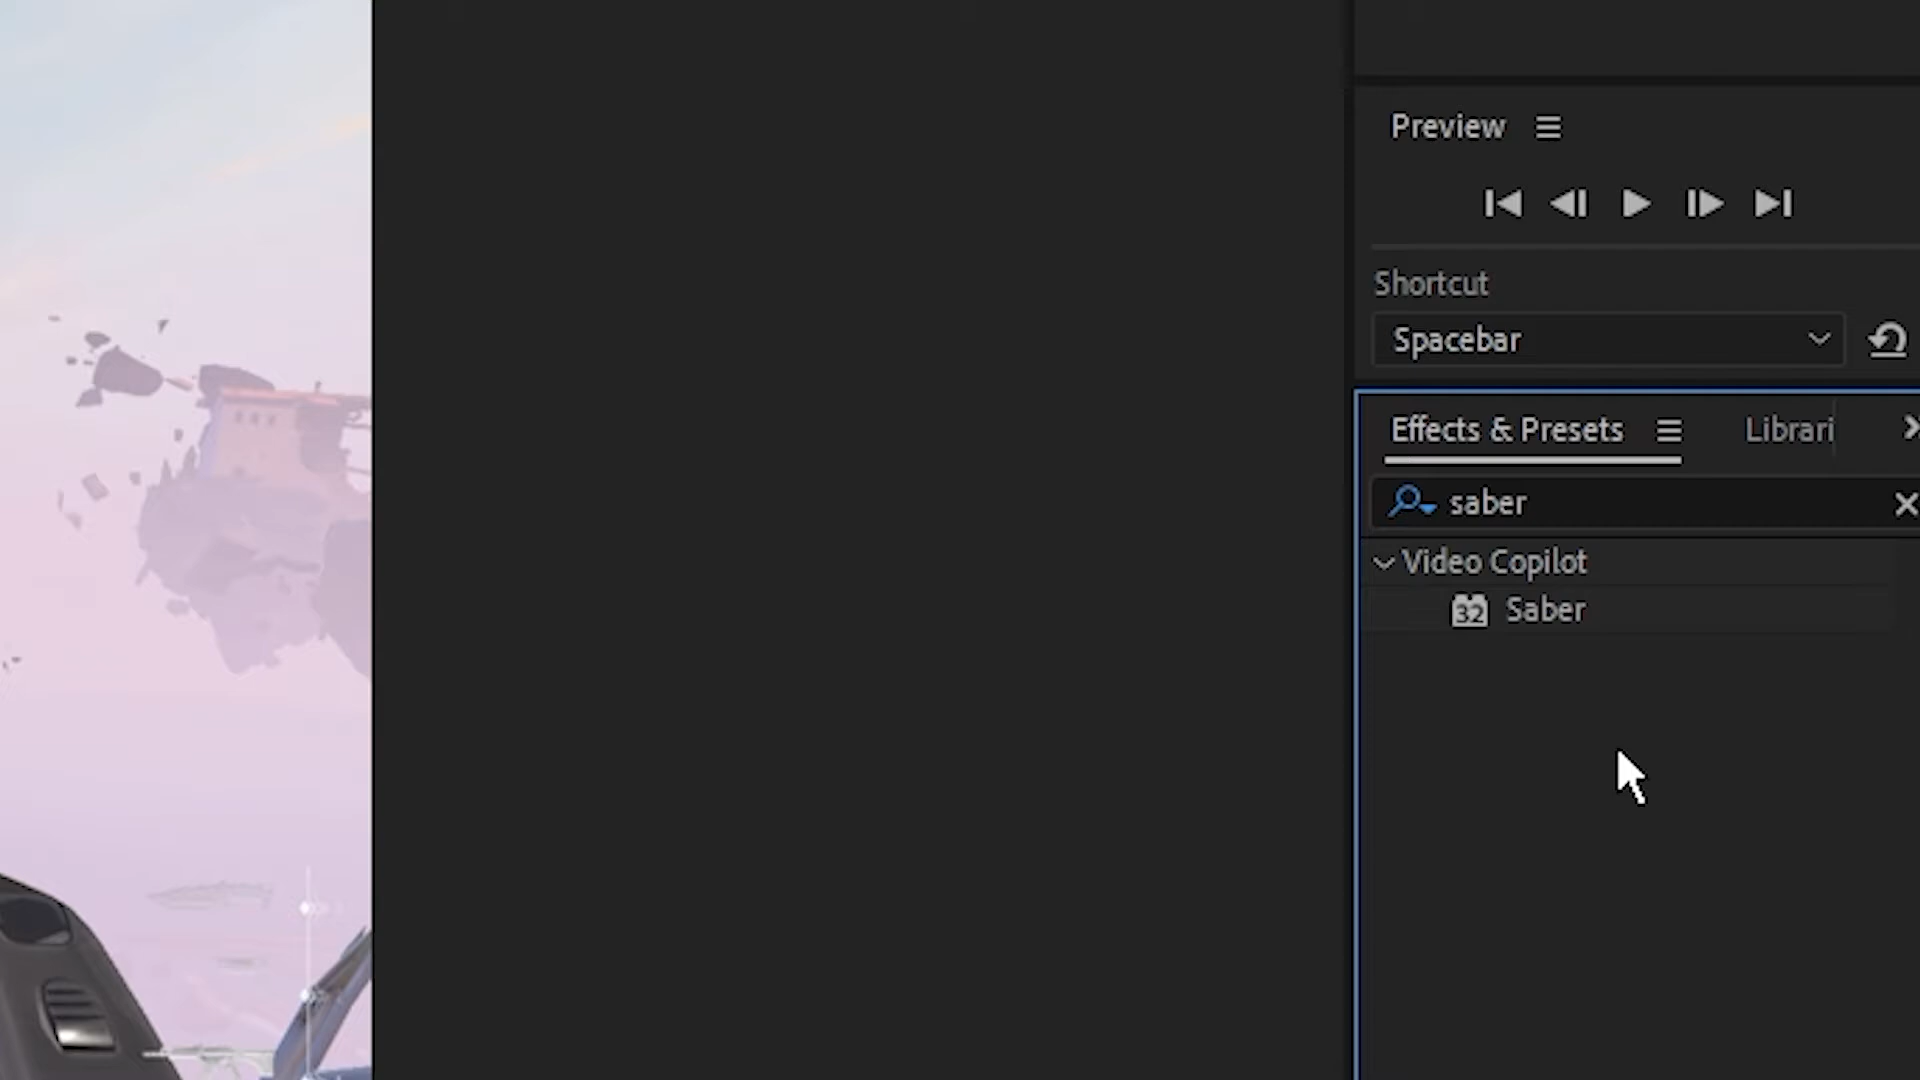 Preview
Shortcut
Spacebar
Effects & Presets Librari
saber
Video Copilot
32 Saber